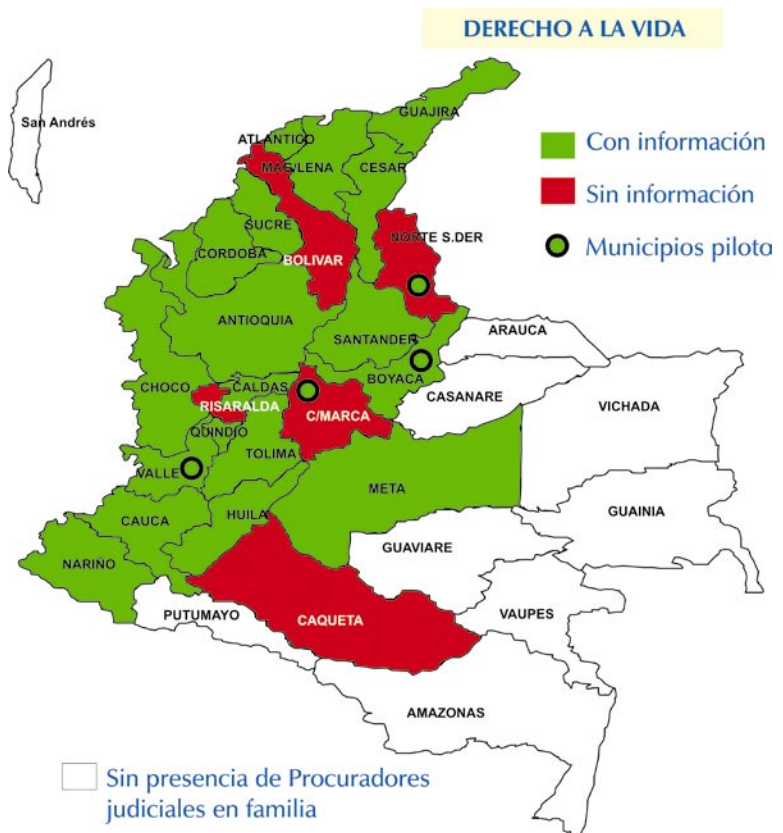 DERECHO A LA VIDA
San Andrés
GUAJIRA
ATLANTICO
MAG/LENA
CESAR
Con información
Sin información
Municipios piloto
SUCRE
NORTE S.DER
CORDOBA
BOLIVAR
ANTIOQUIA
SANTANDER
ARAUCA
BOYACA
CASANARE
CHOCO
CALDAS
RISARALDA
C/MARCA
VICHADA
QUINDIO
TOLIMA
VALLE
META
CAUCA
HUILA
GUAINIA
GUAVIARE
NARIÑO
PUTUMAYO
CAQUETA
VAUPES
AMAZONAS
Sin presencia de Procuradores
judiciales en familia